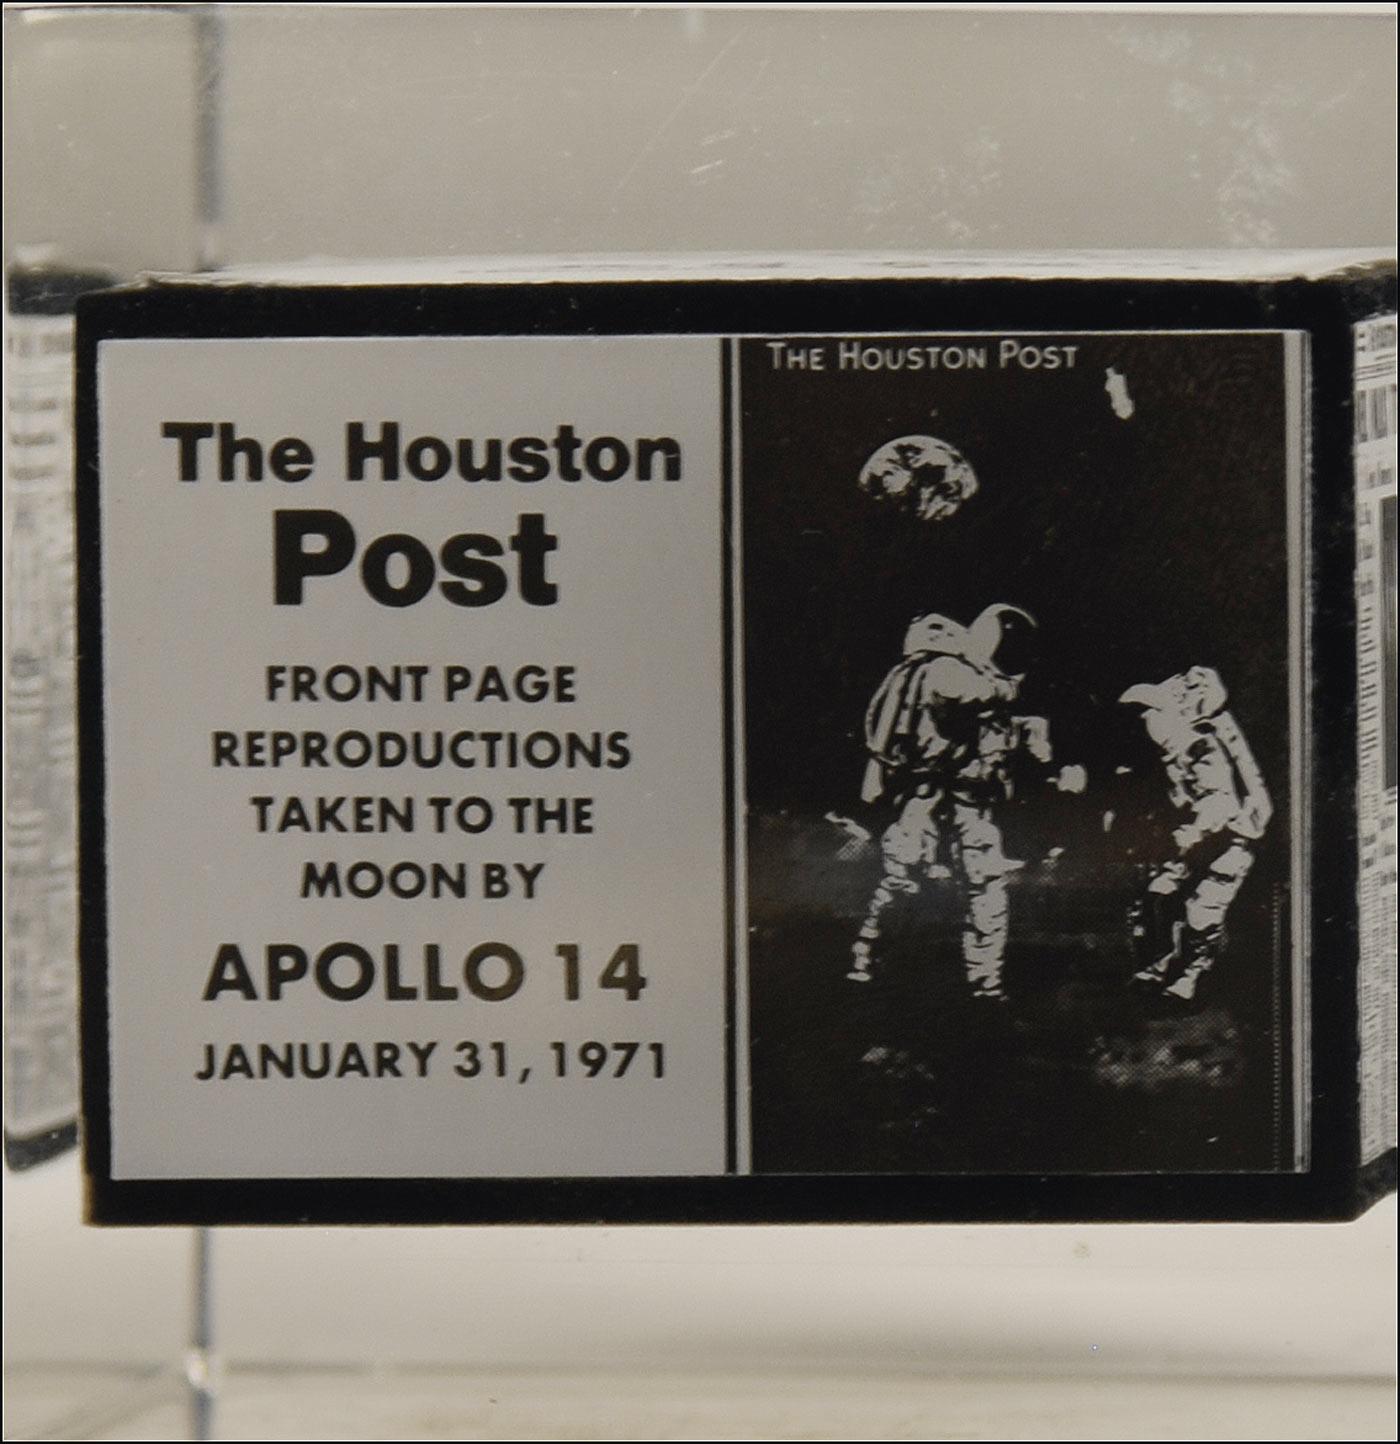 The Houston
Post
FRONT PAGE
REPRODUCTIONS
TAKEN TO THE
MOON BY
APOLLO 14
JANUARY 31, 1971
THE HOUSTON POST